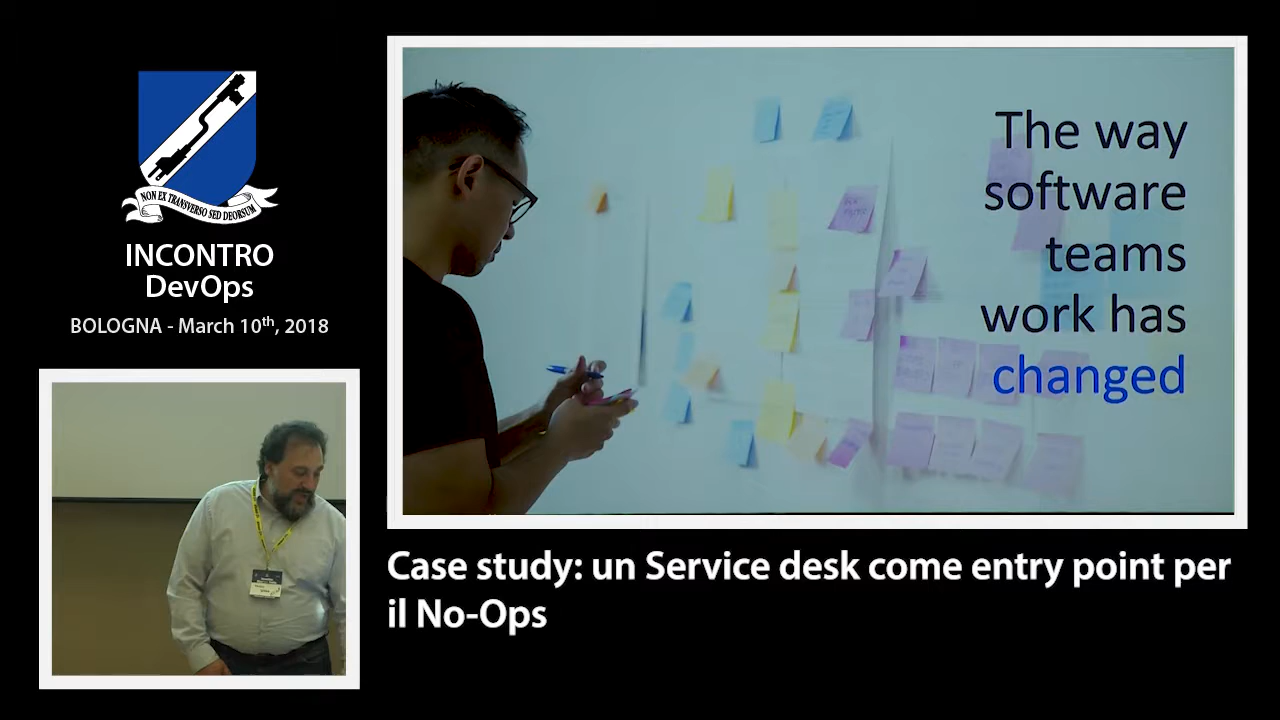 NON EX TRANSVERSO SED DEORSUM
INCONTRO
DevOps
BOLOGNA - March 10th, 2018
The way
software
teams
work has
changed
Case study: un Service desk come entry point per
il No-Ops